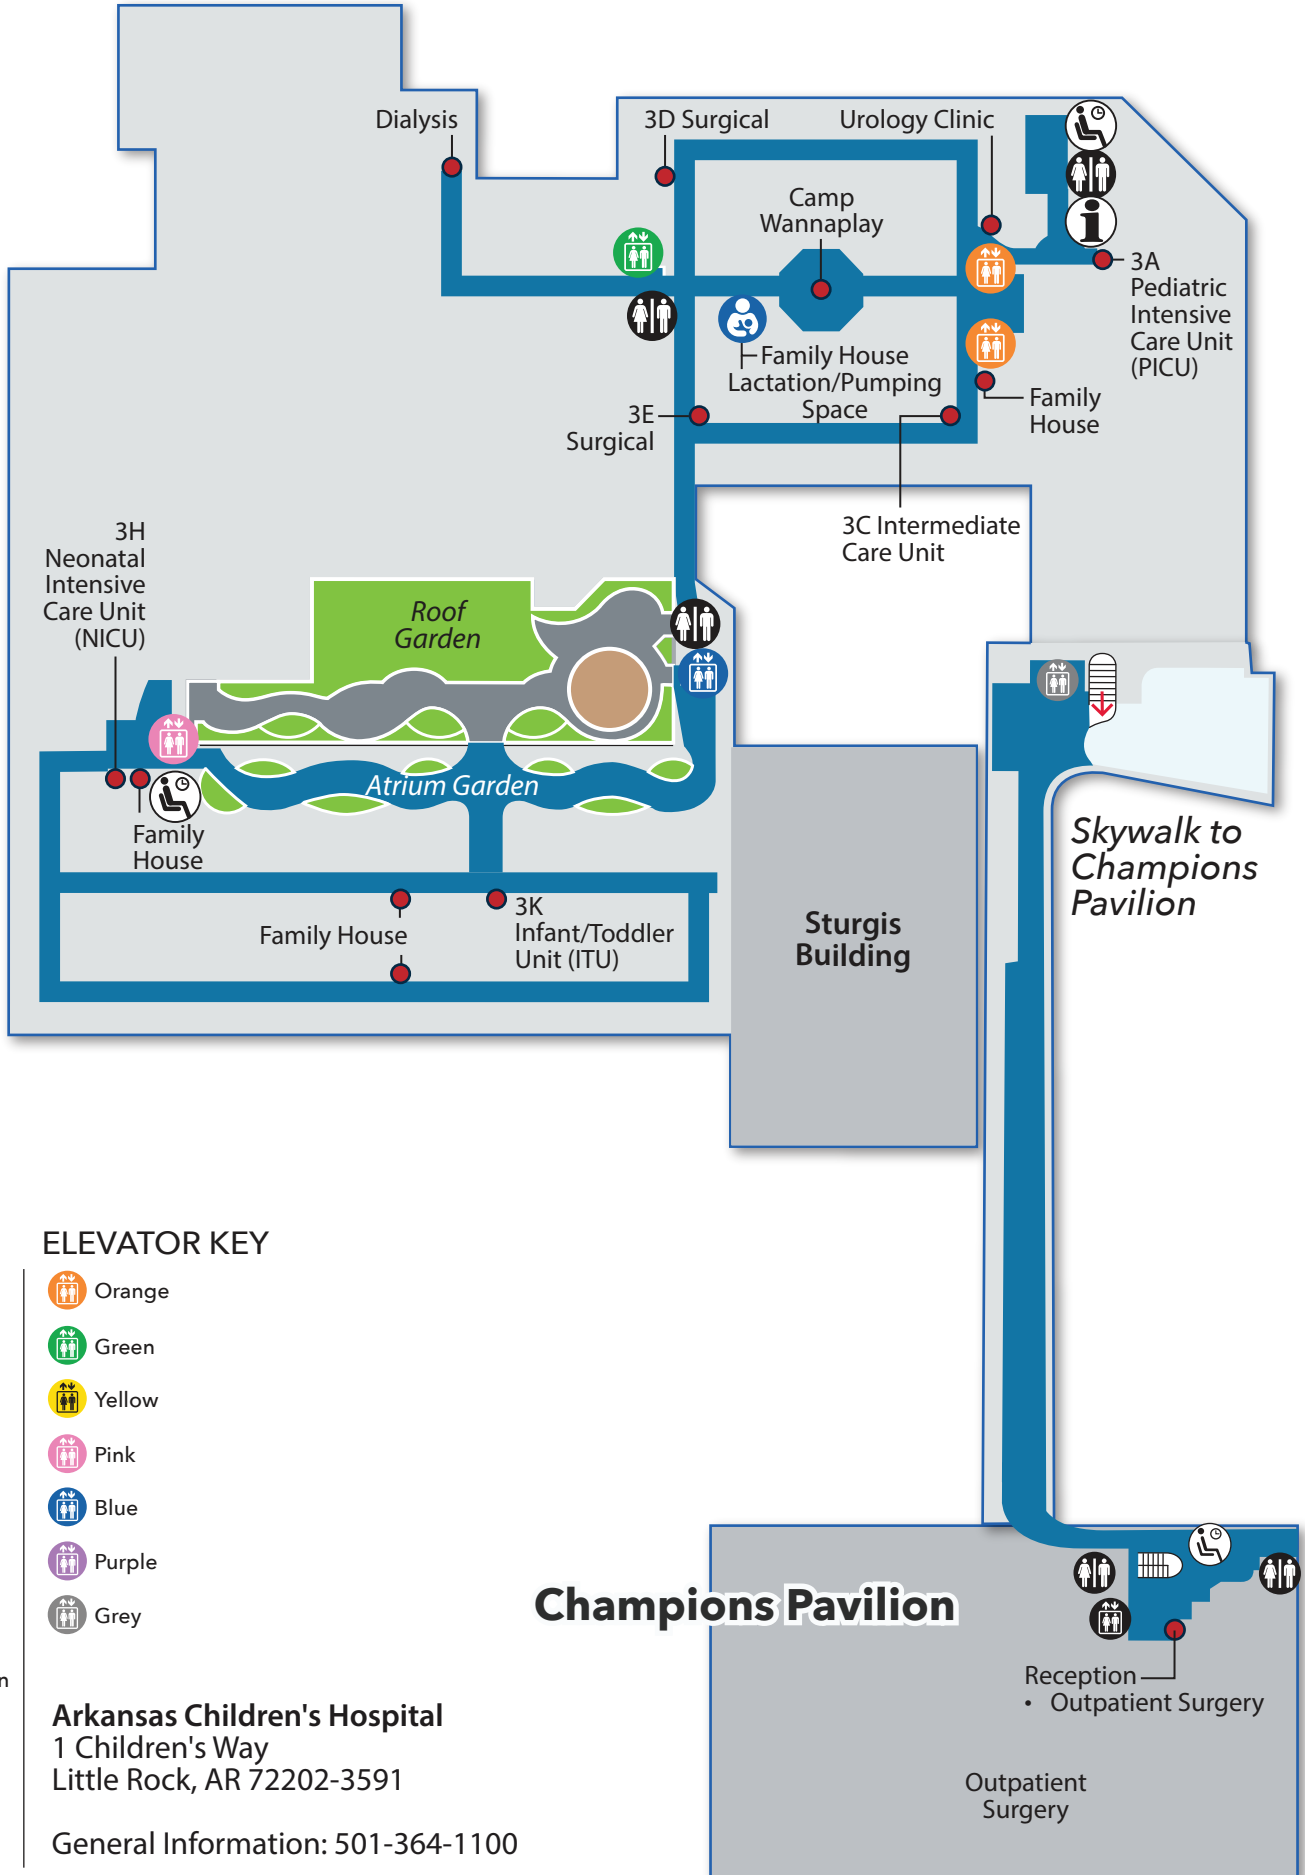 Dialysis
3D Surgical
Urology Clinic
Camp
Wannaplay
3A
Pediatric
Intensive
Care Unit
(PICU)
Family House
Lactation/Pumping
Space
Family
House
3E
Surgical
3C Intermediate
Care Unit
3H
Neonatal
Intensive
Care Unit
(NICU)
Roof
Garden
Atrium Garden
Family
House
Family House
3K
Infant/Toddler
Unit (ITU)
Sturgis
Building
Skywalk to
Champions
Pavilion
ELEVATOR KEY
Orange
Green
Yellow
Pink
Blue
Purple
Grey
n
Champions Pavilion
Reception
• Outpatient Surgery
Outpatient
Surgery
Arkansas Children's Hospital
1 Children's Way
Little Rock, AR 72202-3591
General Information: 501-364-1100